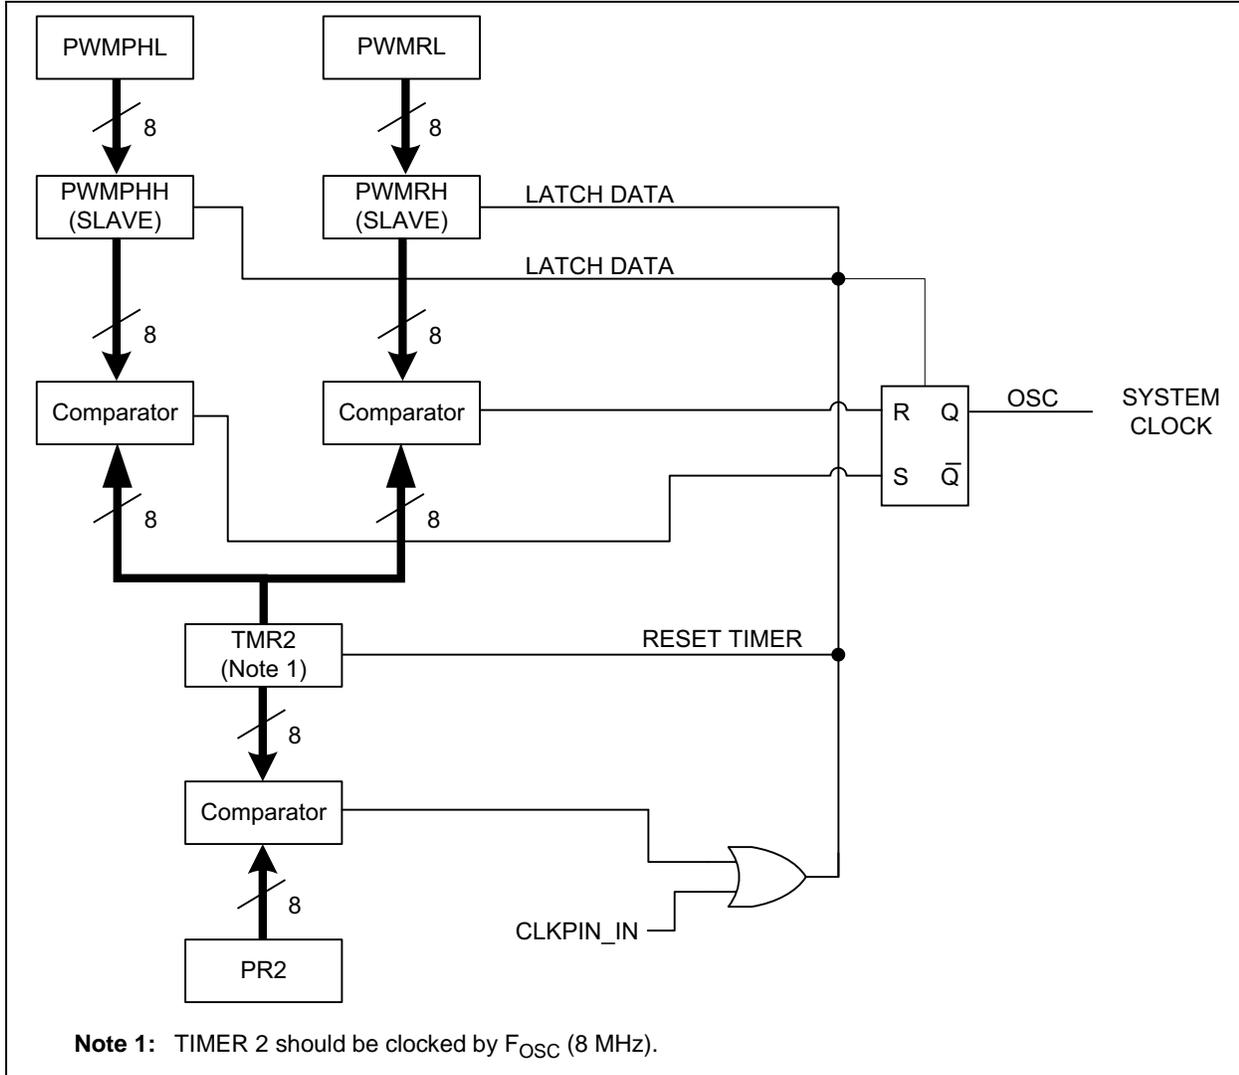 PWMPHL
PWMRL
8
8
PWMPHH
(SLAVE)
PWMRH
(SLAVE)
LATCH DATA
LATCH DATA
8
8
Comparator
Comparator
R Q
S Q̅
OSC
SYSTEM
CLOCK
8
8
TMR2
(Note 1)
RESET TIMER
8
Comparator
8
CLKPIN_IN
PR2
Note 1: TIMER 2 should be clocked by FOSC (8 MHz).